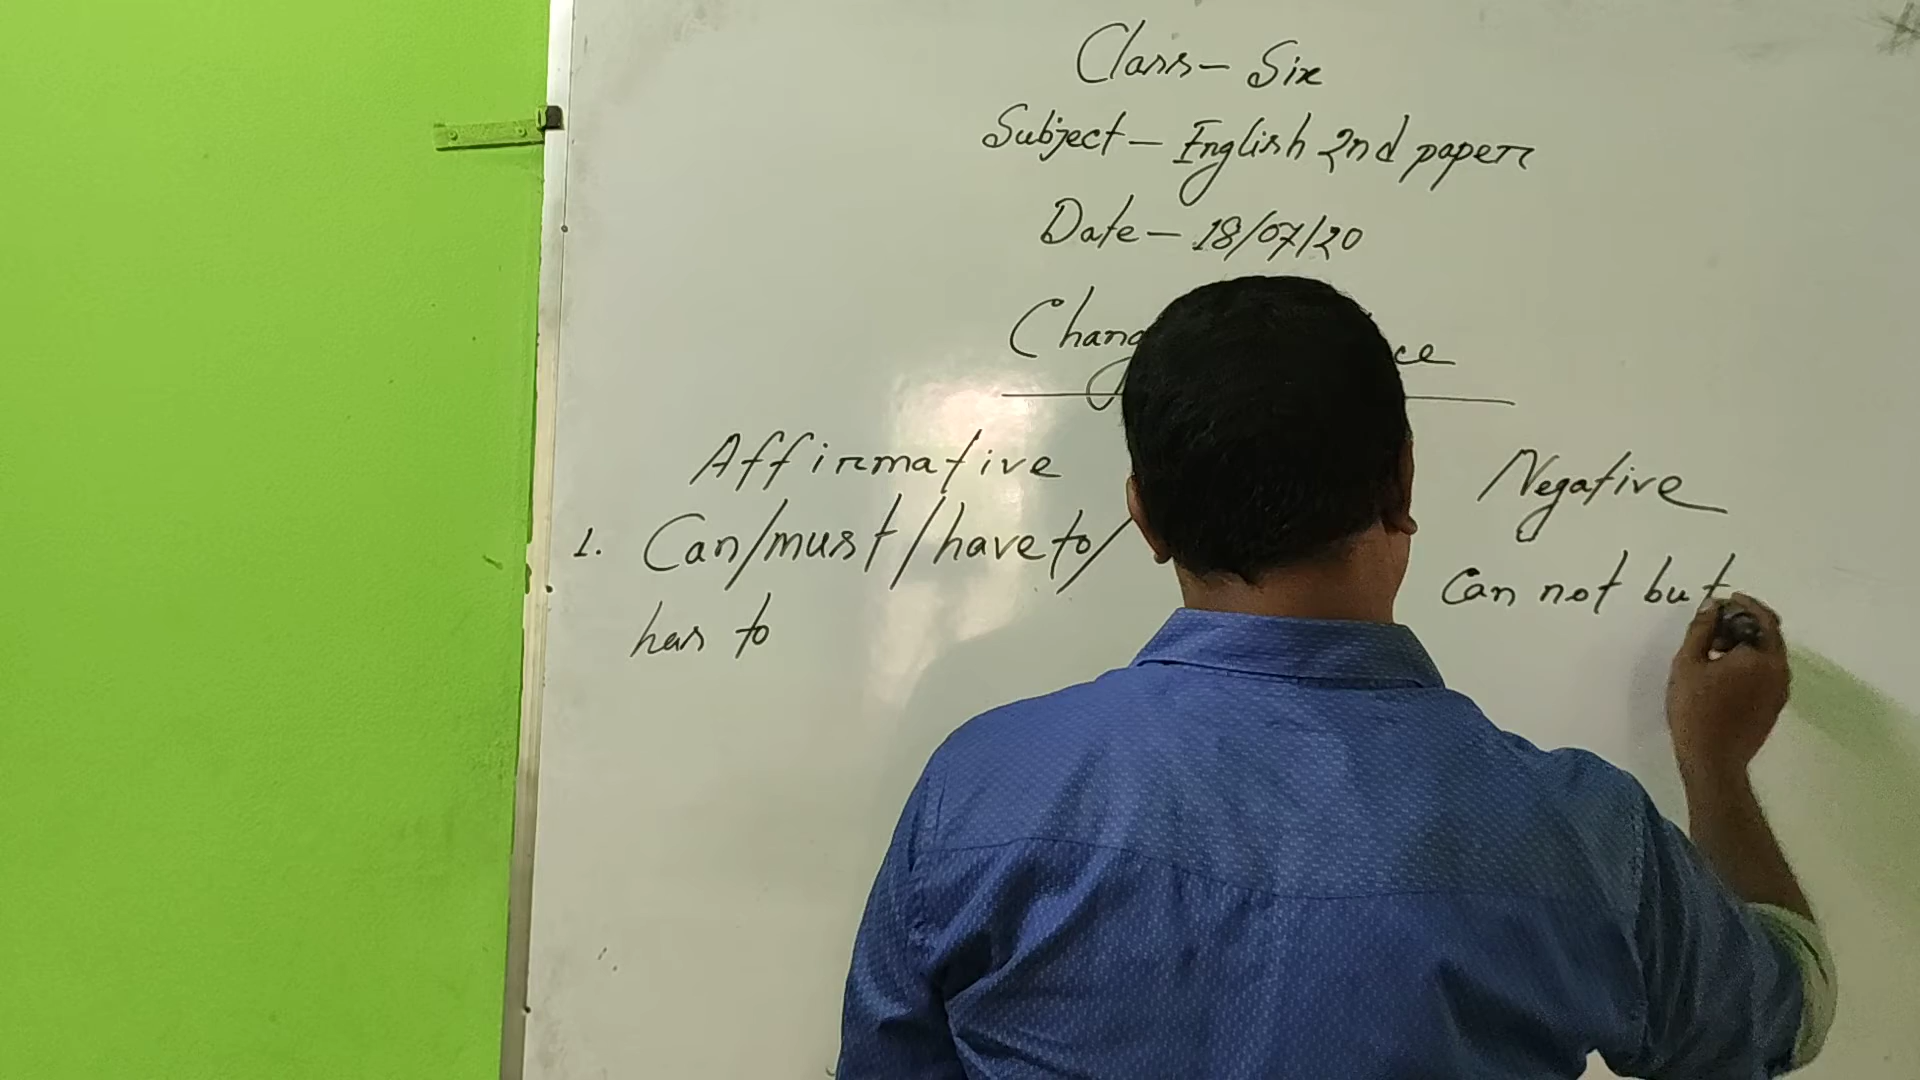 Class- Six
Subject - English 2nd paper
Date - 18/07/20
Affirmative Negative
1. Can/must/have to/ Can not but
has to